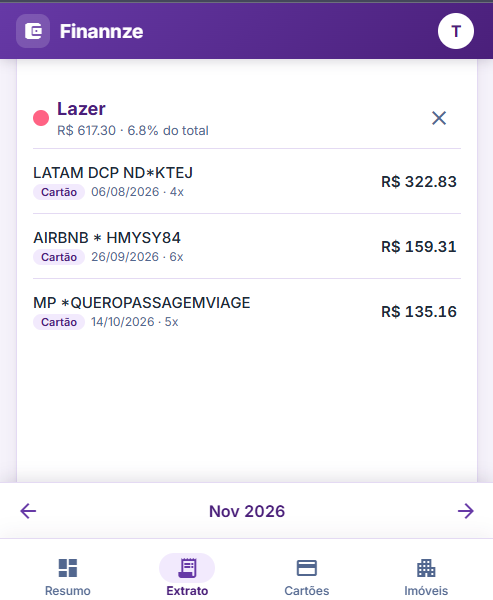 Finannze
T
Lazer
R$ 617.30 · 6.8% do total
LATAM DCP ND*KTEJ
R$ 322.83
Cartão 06/08/2026 · 4x
AIRBNB * HMYSY84
R$ 159.31
Cartão 26/09/2026 · 6x
MP *QUEROPASSAGEMVIAGE
R$ 135.16
Cartão 14/10/2026 · 5x
Nov 2026
Resumo
Extrato
Cartões
Imóveis